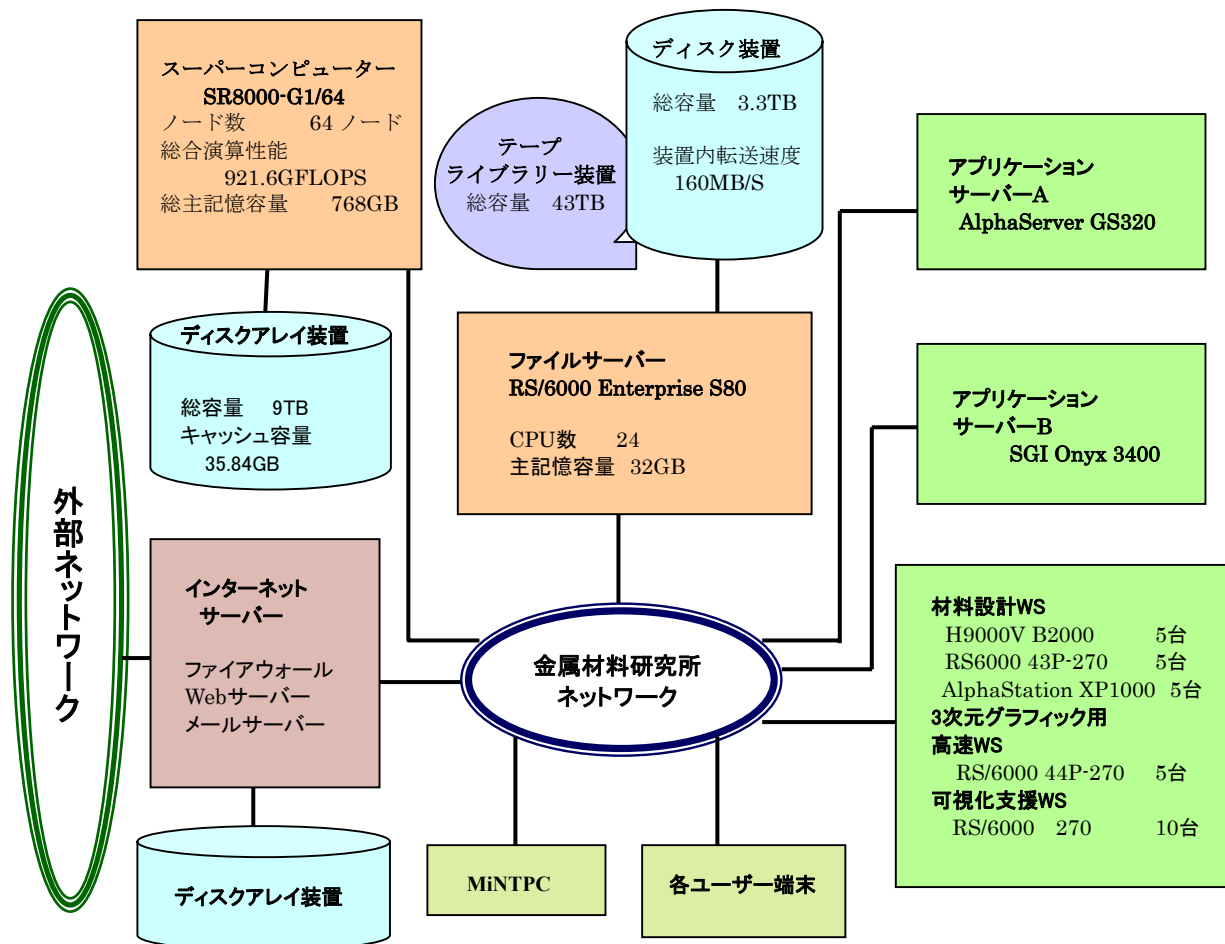 スーパーコンピューター
SR8000-G1/64
ノード数 64 ノード
総合演算性能
921.6GFLOPS
総主記憶容量 768GB
テープ
ライブラリー装置
総容量 43TB
ディスク装置
総容量 3.3TB
装置内転送速度
160MB/S
アプリケーション
サーバーA
AlphaServer GS320
ディスクアレイ装置
総容量 9TB
キャッシュ容量
35.84GB
ファイルサーバー
RS/6000 Enterprise S80
CPU数 24
主記憶容量 32GB
アプリケーション
サーバーB
SGI Onyx 3400
外部ネットワーク
インターネット
サーバー
ファイアウォール
Webサーバー
メールサーバー
金属材料研究所
ネットワーク
材料設計WS
H9000V B2000 5台
RS6000 43P-270 5台
AlphaStation XP1000 5台
3次元グラフィック用
高速WS
RS/6000 44P-270 5台
可視化支援WS
RS/6000 270 10台
ディスクアレイ装置
MiNTPC
各ユーザー端末